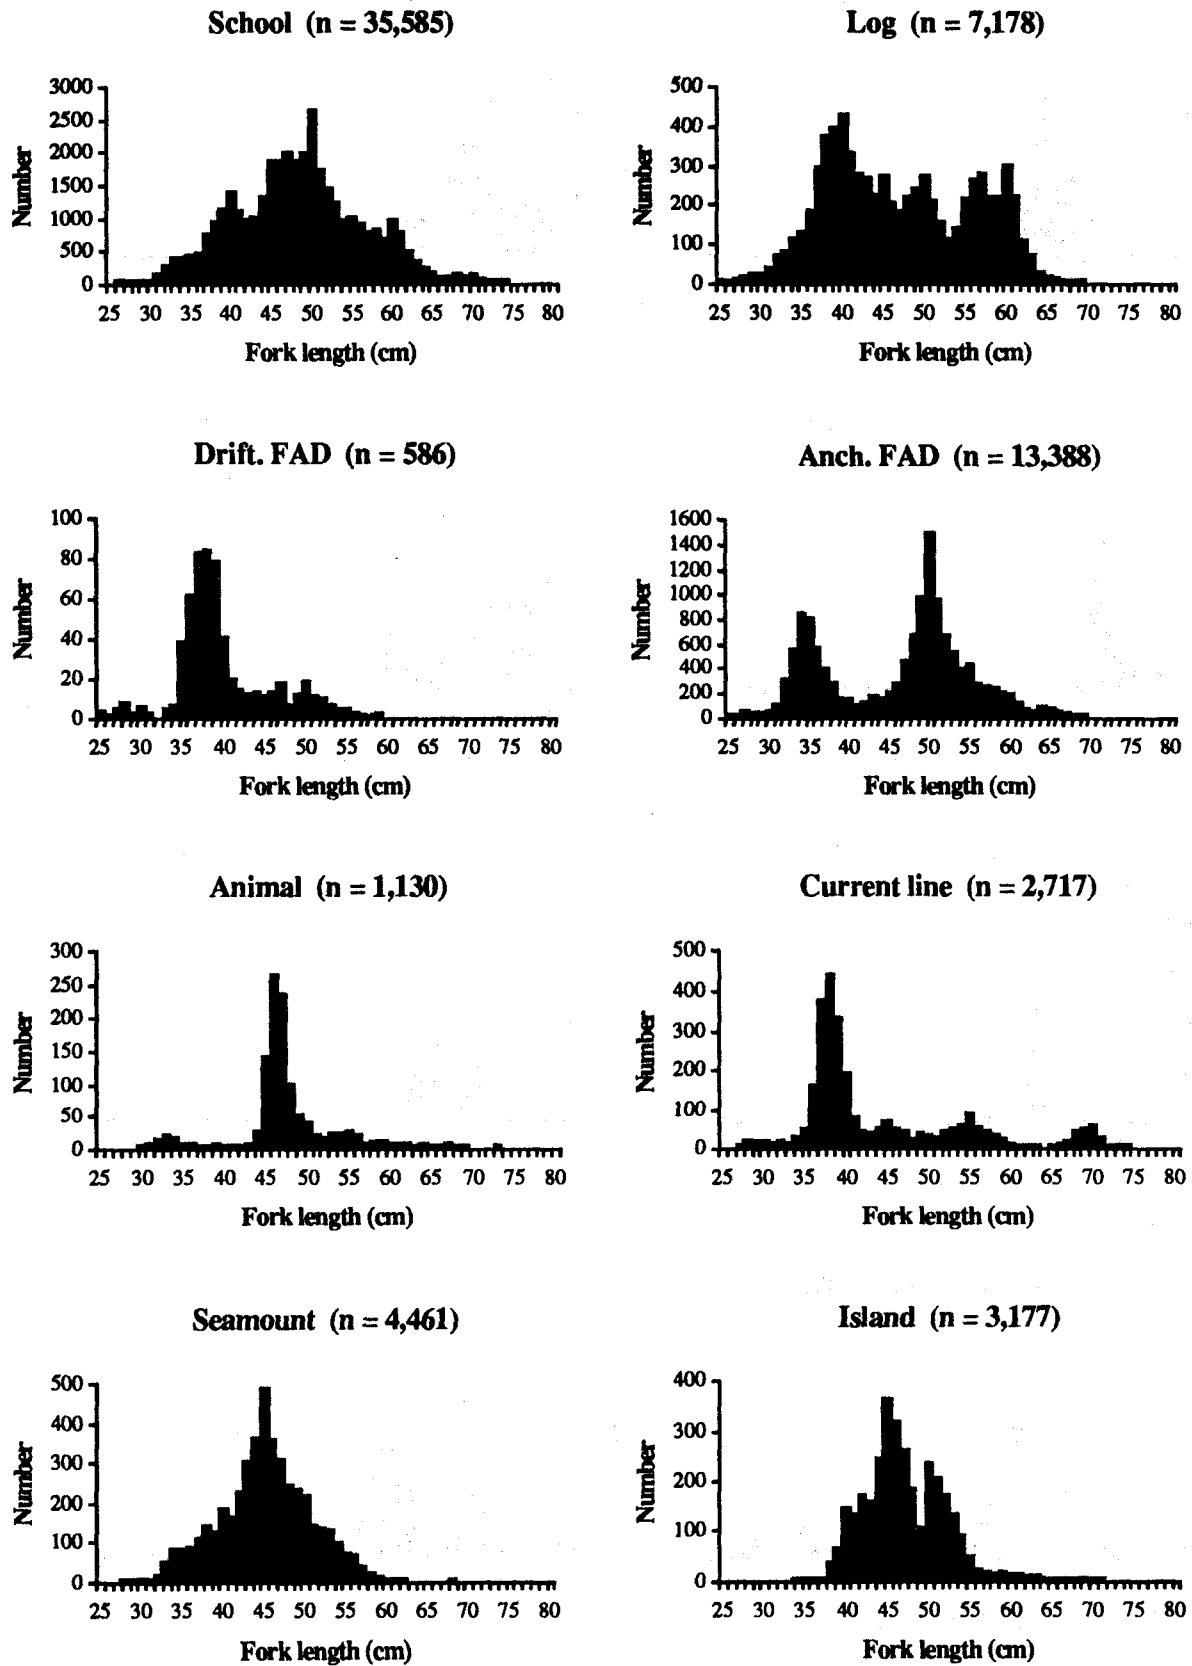 School (n = 35,585)
3000
2500
2000
1500
1000
500
0
Number
25 30 35 40 45 50 55 60 65 70 75 80
Fork length (cm)
Log (n = 7,178)
500
400
300
200
100
0
Number
25 30 35 40 45 50 55 60 65 70 75 80
Fork length (cm)
Drift. FAD (n = 586)
100
80
60
40
20
0
Number
25 30 35 40 45 50 55 60 65 70 75 80
Fork length (cm)
Anch. FAD (n = 13,388)
1600
1400
1200
1000
800
600
400
200
0
Number
25 30 35 40 45 50 55 60 65 70 75 80
Fork length (cm)
Animal (n = 1,130)
300
250
200
150
100
50
0
Number
25 30 35 40 45 50 55 60 65 70 75 80
Fork length (cm)
Current line (n = 2,717)
500
400
300
200
100
0
Number
25 30 35 40 45 50 55 60 65 70 75 80
Fork length (cm)
Seamount (n = 4,461)
500
400
300
200
100
0
Number
25 30 35 40 45 50 55 60 65 70 75 80
Fork length (cm)
Island (n = 3,177)
400
300
200
100
0
Number
25 30 35 40 45 50 55 60 65 70 75 80
Fork length (cm)